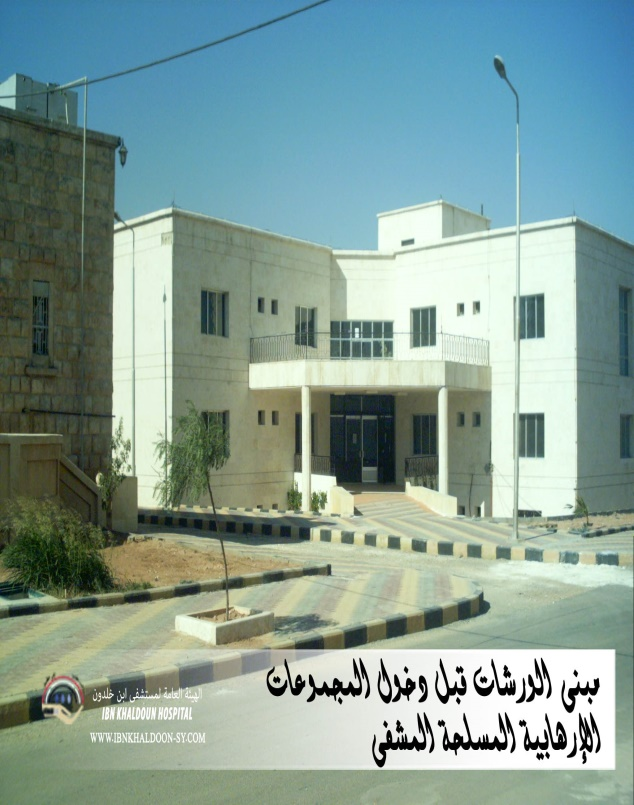 مبنى الورشات قبل دخول المجموعات
الإرهابية المسلحة المشفى
الهيئة العامة لمستشفى ابن خلدون
IBN KHALDOUN HOSPITAL
WWW.IBNKHALDOON-SY.COM